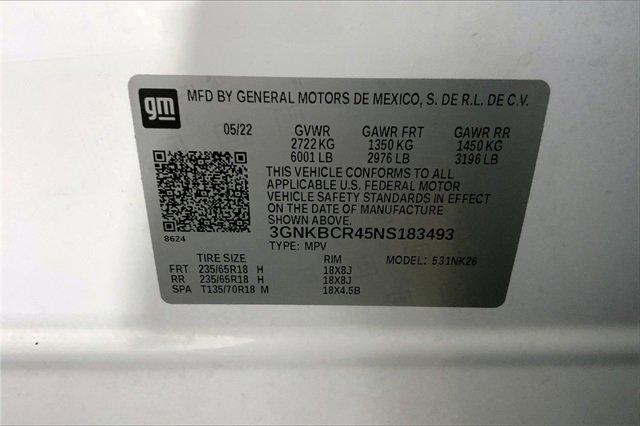 gm MFD BY GENERAL MOTORS DE MEXICO, S. DE R.L. DE C.V.
05/22 GVWR GAWR FRT GAWR RR
2722 KG 1350 KG 1450 KG
6001 LB 2976 LB 3196 LB
THIS VEHICLE CONFORMS TO ALL
APPLICABLE U.S. FEDERAL MOTOR
VEHICLE SAFETY STANDARDS IN EFFECT
ON THE DATE OF MANUFACTURE
SHOWN ABOVE.
3GNKBCR45NS183493
8624
TYPE: MPV
TIRE SIZE RIM MODEL: 531NK26
FRT 235/65R18 H 18X8J
RR 235/65R18 H 18X8J
SPA T135/70R18 M 18X4.5B